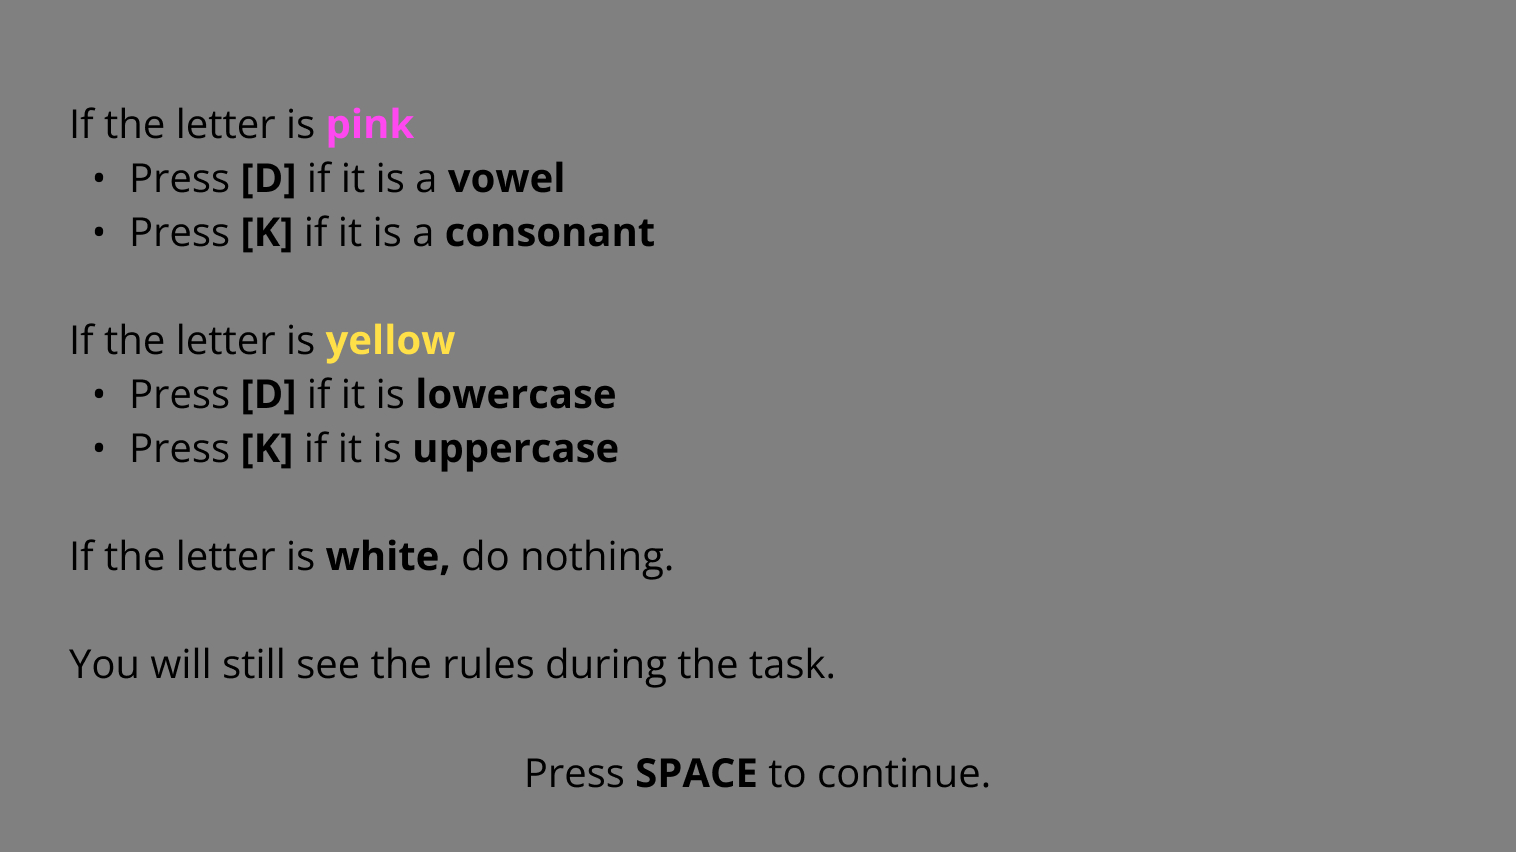 If the letter is pink
• Press [D] if it is a vowel
• Press [K] if it is a consonant
If the letter is yellow
• Press [D] if it is lowercase
• Press [K] if it is uppercase
If the letter is white, do nothing.
You will still see the rules during the task.
Press SPACE to continue.